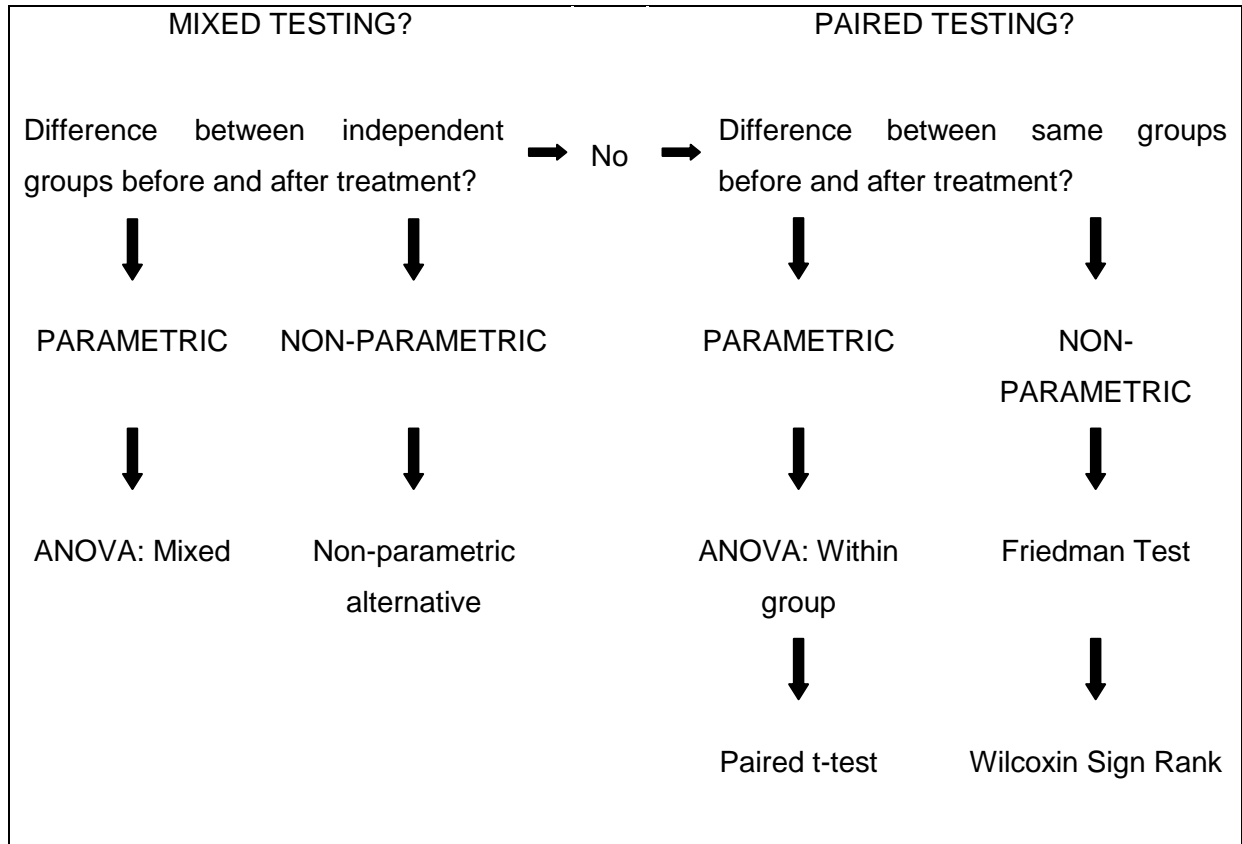 MIXED TESTING?
PAIRED TESTING?
Difference between independent
groups before and after treatment?
No
Difference between same groups
before and after treatment?
PARAMETRIC
NON-PARAMETRIC
PARAMETRIC
NON-
PARAMETRIC
ANOVA: Mixed
Non-parametric
alternative
ANOVA: Within
group
Friedman Test
Paired t-test
Wilcoxin Sign Rank